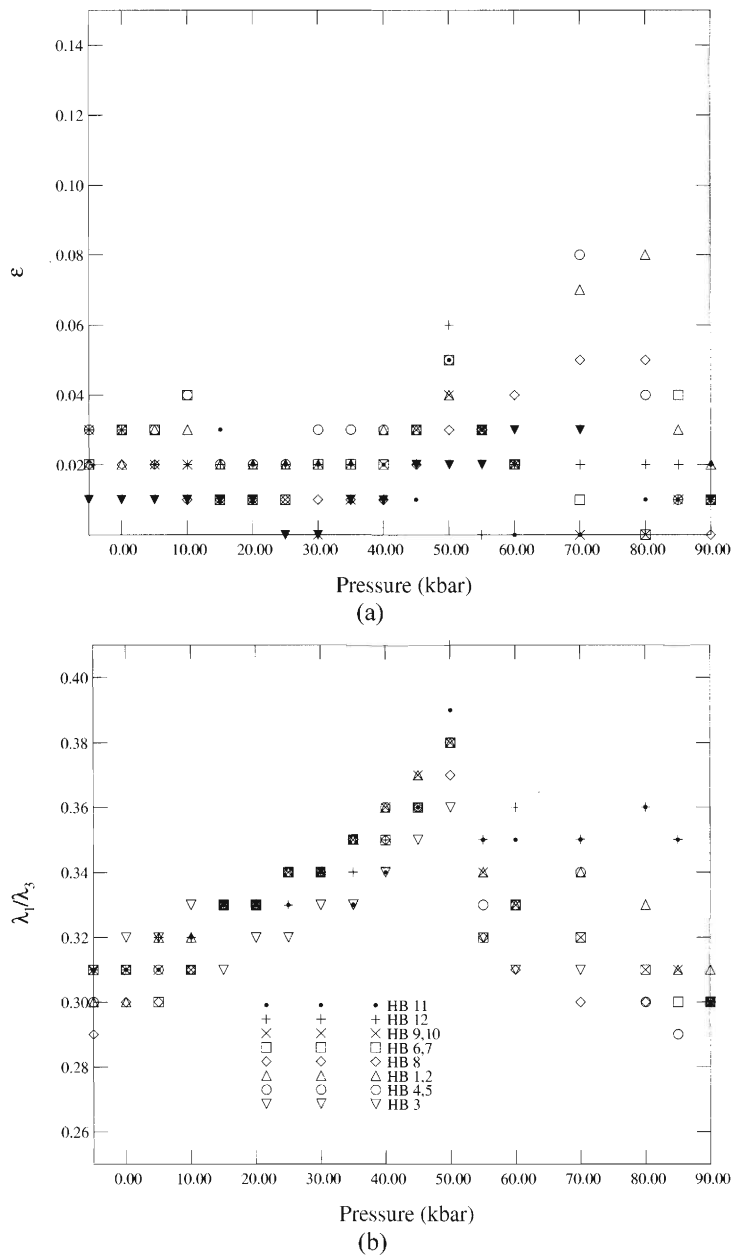 0.14
0.12
0.10
ε
0.08
0.06
0.04
0.02
0.00 10.00 20.00 30.00 40.00 50.00 60.00 70.00 80.00 90.00
Pressure (kbar)
(a)
0.40
0.38
0.36
λ1/λ3
0.34
0.32
0.30
HB 11
HB 12
HB 9,10
HB 6,7
HB 8
HB 1,2
HB 4,5
HB 3
0.28
0.26
0.00 10.00 20.00 30.00 40.00 50.00 60.00 70.00 80.00 90.00
Pressure (kbar)
(b)